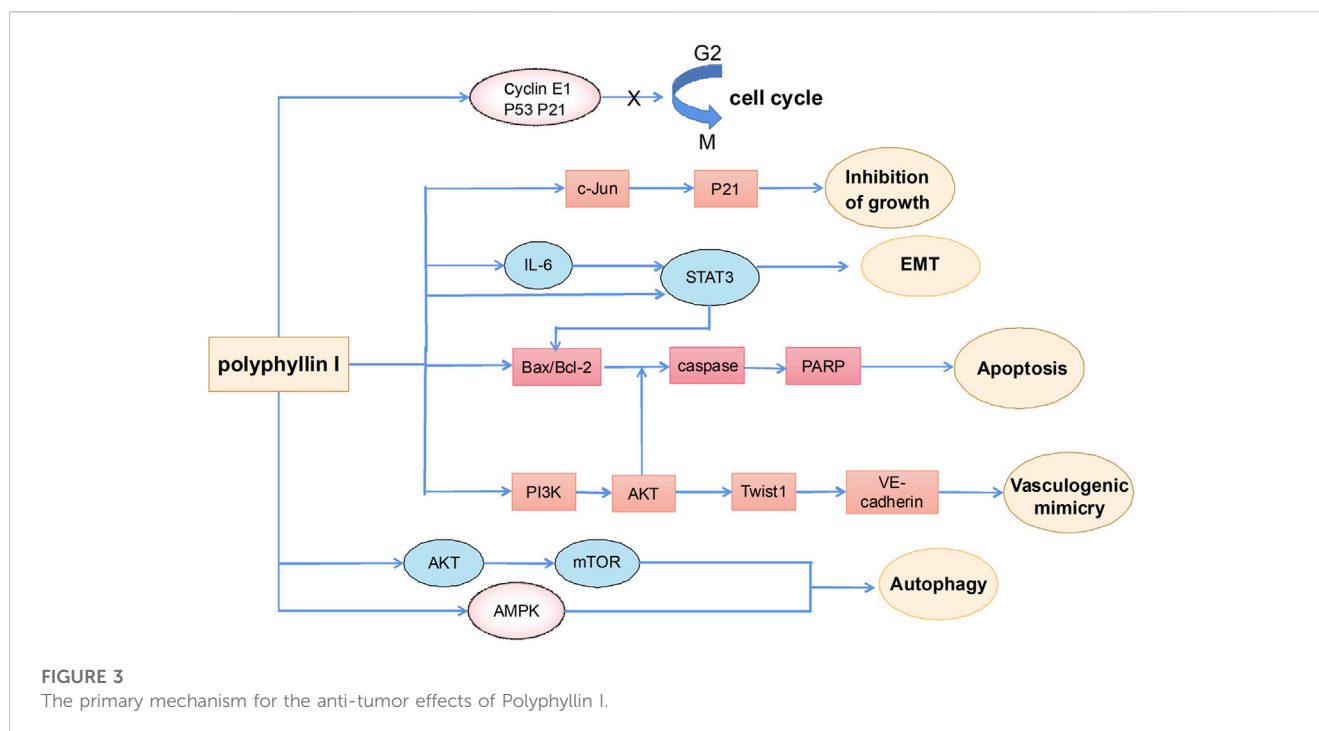 G2
Cyclin E1
P53 P21
X
cell cycle
M
c-Jun
P21
Inhibition
of growth
IL-6
STAT3
EMT
polyphyllin I
Bax/Bcl-2
caspase
PARP
Apoptosis
PI3K
AKT
Twist1
VE-
cadherin
Vasculogenic
mimicry
AKT
mTOR
Autophagy
AMPK
FIGURE 3
The primary mechanism for the anti-tumor effects of Polyphyllin I.